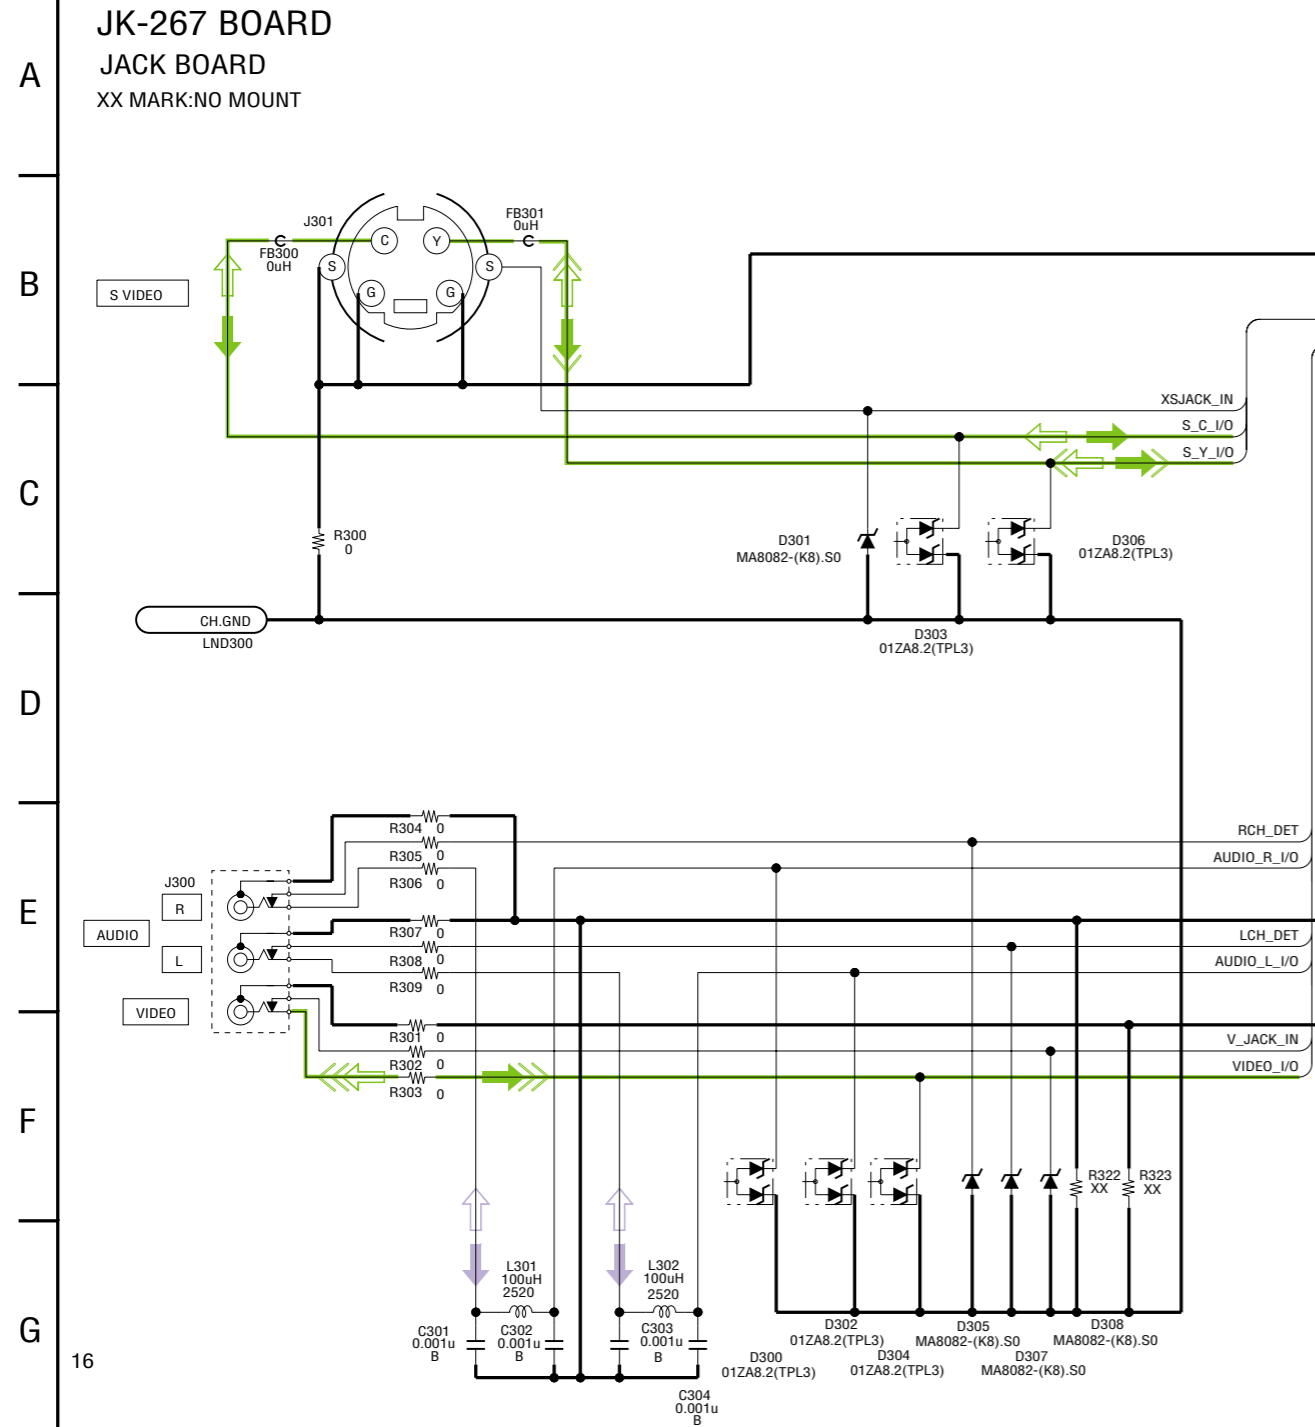 JK-267 BOARD
JACK BOARD
XX MARK:NO MOUNT
A
B
C
D
E
F
G
16
S VIDEO
J301
FB300
0uH
FB301
0uH
C
Y
S
S
G
G
XSJACK_IN
S_C_I/O
S_Y_I/O
R300
0
D301
MA8082-(K8).S0
D306
01ZA8.2(TPL3)
CH.GND
LND300
D303
01ZA8.2(TPL3)
R304 0
R305 0
R306 0
RCH_DET
AUDIO_R_I/O
J300
R
AUDIO
L
VIDEO
R307 0
R308 0
R309 0
LCH_DET
AUDIO_L_I/O
R301 0
R302 0
R303 0
V_JACK_IN
VIDEO_I/O
R322
XX
R323
XX
L301
100uH
2520
L302
100uH
2520
C301
0.001u
B
C302
0.001u
B
C303
0.001u
B
C304
0.001u
B
D300
01ZA8.2(TPL3)
D302
01ZA8.2(TPL3)
D304
01ZA8.2(TPL3)
D305
MA8082-(K8).S0
D307
MA8082-(K8).S0
D308
MA8082-(K8).S0